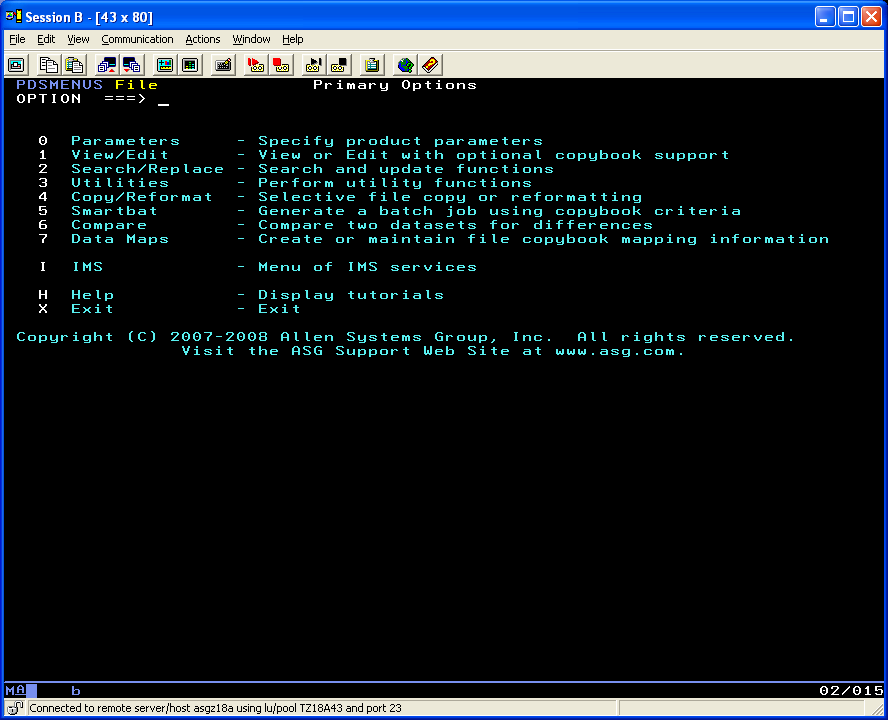 Session B - [43 x 80]
File Edit View Communication Actions Window Help
PDSMENUS File Primary Options
OPTION ===> _
0 Parameters - Specify product parameters
1 View/Edit - View or Edit with optional copybook support
2 Search/Replace - Search and update functions
3 Utilities - Perform utility functions
4 Copy/Reformat - Selective file copy or reformatting
5 Smartbat - Generate a batch job using copybook criteria
6 Compare - Compare two datasets for differences
7 Data Maps - Create or maintain file copybook mapping information
I IMS - Menu of IMS services
H Help - Display tutorials
X Exit - Exit
Copyright (C) 2007-2008 Allen Systems Group, Inc. All rights reserved.
Visit the ASG Support Web Site at www.asg.com.
MA b 02/015
Connected to remote server/host asgz18a using lu/pool TZ18A43 and port 23